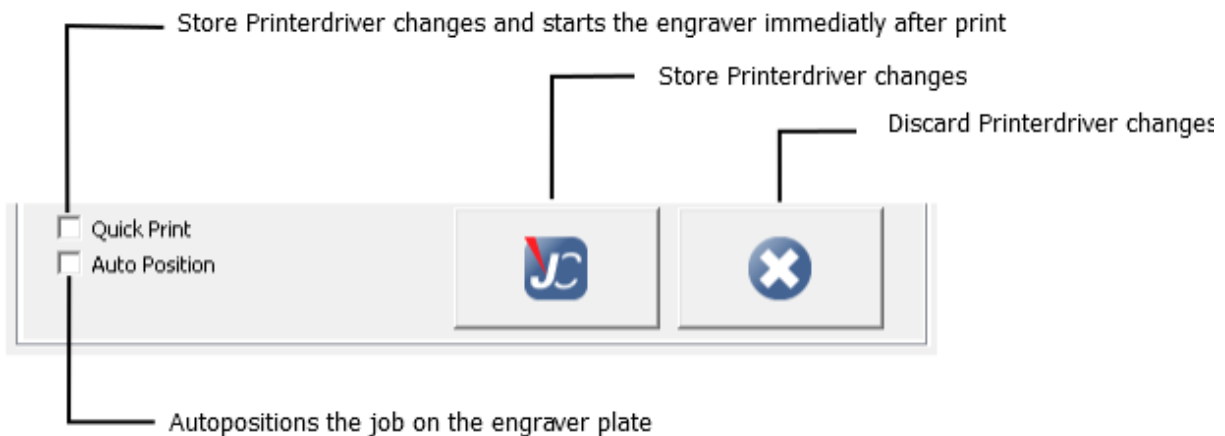 Store Printerdriver changes and starts the engraver immediatly after print
Store Printerdriver changes
Discard Printerdriver changes
Quick Print
Auto Position
JC
Autopositions the job on the engraver plate